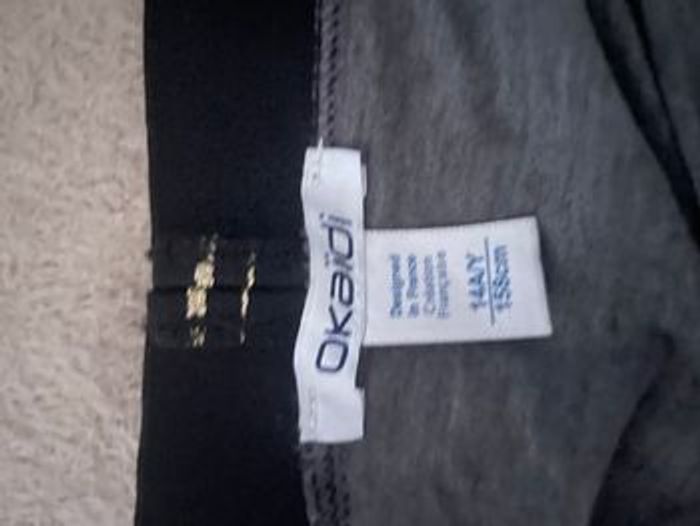 Okaïdi
Designed
in France
Création
Française
14A/Y
158cm